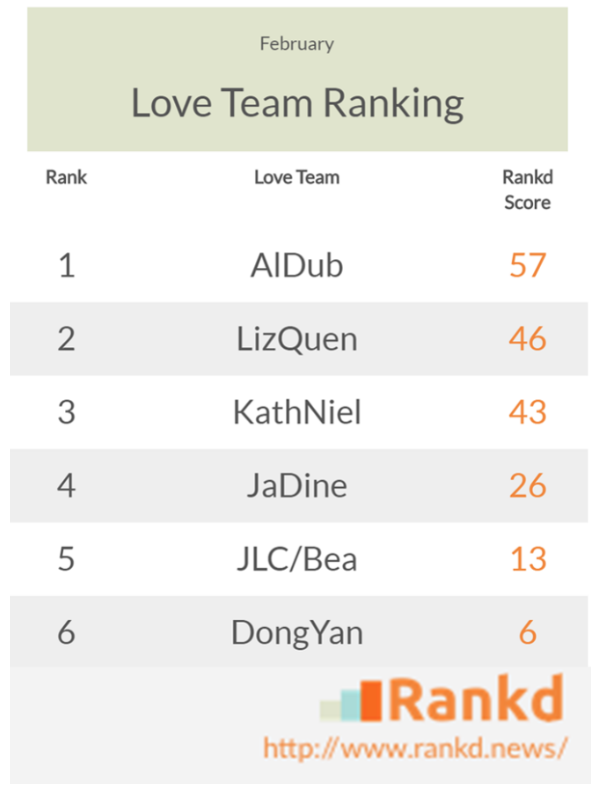 February
Love Team Ranking
Rank Love Team Rankd Score
1 AlDub 57
2 LizQuen 46
3 KathNiel 43
4 JaDine 26
5 JLC/Bea 13
6 DongYan 6
Rankd
http://www.rankd.news/